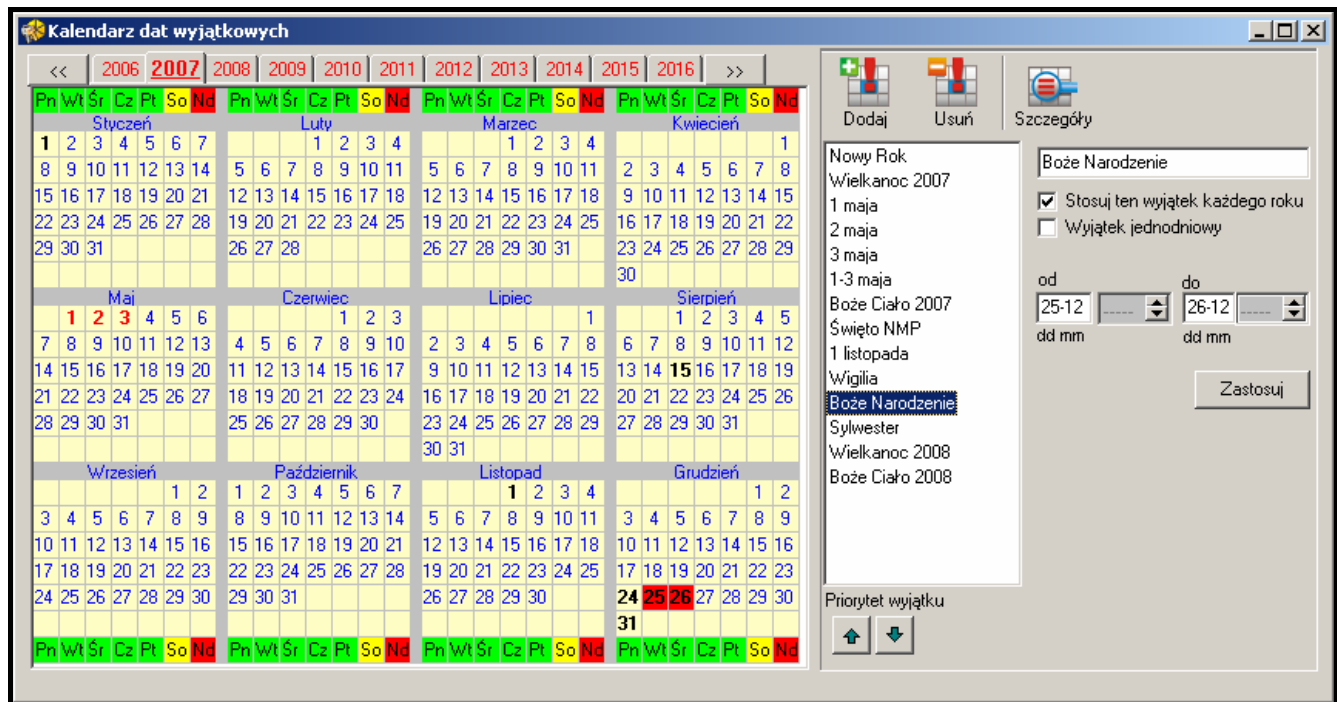 Kalendarz dat wyjątkowych
<< 2006 2007 2008 2009 2010 2011 2012 2013 2014 2015 2016 >>
Pn Wt Śr Cz Pt So Nd Pn Wt Śr Cz Pt So Nd Pn Wt Śr Cz Pt So Nd Pn Wt Śr Cz Pt So Nd
Styczeń Luty Marzec Kwiecień
1 2 3 4 5 6 7 1 2 3 4 1 2 3 4 1
8 9 10 11 12 13 14 5 6 7 8 9 10 11 5 6 7 8 9 10 11 2 3 4 5 6 7 8
15 16 17 18 19 20 21 12 13 14 15 16 17 18 12 13 14 15 16 17 18 9 10 11 12 13 14 15
22 23 24 25 26 27 28 19 20 21 22 23 24 25 19 20 21 22 23 24 25 16 17 18 19 20 21 22
29 30 31 26 27 28 26 27 28 29 30 31 23 24 25 26 27 28 29
30
Maj Czerwiec Lipiec Sierpień
1 2 3 4 5 6 1 2 3 1 1 2 3 4 5
7 8 9 10 11 12 13 4 5 6 7 8 9 10 2 3 4 5 6 7 8 6 7 8 9 10 11 12
14 15 16 17 18 19 20 11 12 13 14 15 16 17 9 10 11 12 13 14 15 13 14 15 16 17 18 19
21 22 23 24 25 26 27 18 19 20 21 22 23 24 16 17 18 19 20 21 22 20 21 22 23 24 25 26
28 29 30 31 25 26 27 28 29 30 23 24 25 26 27 28 29 27 28 29 30 31
30 31
Wrzesień Październik Listopad Grudzień
1 2 1 2 3 4 5 6 7 1 2 3 4 1 2
3 4 5 6 7 8 9 8 9 10 11 12 13 14 5 6 7 8 9 10 11 3 4 5 6 7 8 9
10 11 12 13 14 15 16 15 16 17 18 19 20 21 12 13 14 15 16 17 18 10 11 12 13 14 15 16
17 18 19 20 21 22 23 22 23 24 25 26 27 28 19 20 21 22 23 24 25 17 18 19 20 21 22 23
24 25 26 27 28 29 30 29 30 31 26 27 28 29 30 24 25 26 27 28 29 30
31
Pn Wt Śr Cz Pt So Nd Pn Wt Śr Cz Pt So Nd Pn Wt Śr Cz Pt So Nd Pn Wt Śr Cz Pt So Nd
Dodaj Usuń Szczegóły
Nowy Rok
Wielkanoc 2007
1 maja
2 maja
3 maja
1-3 maja
Boże Ciało 2007
Święto NMP
1 listopada
Wigilia
Boże Narodzenie
Sylwester
Wielkanoc 2008
Boże Ciało 2008
Priorytet wyjątku
Boże Narodzenie
Stosuj ten wyjątek każdego roku
Wyjątek jednodniowy
od do
25-12 ..... 26-12 .....
dd mm dd mm
Zastosuj